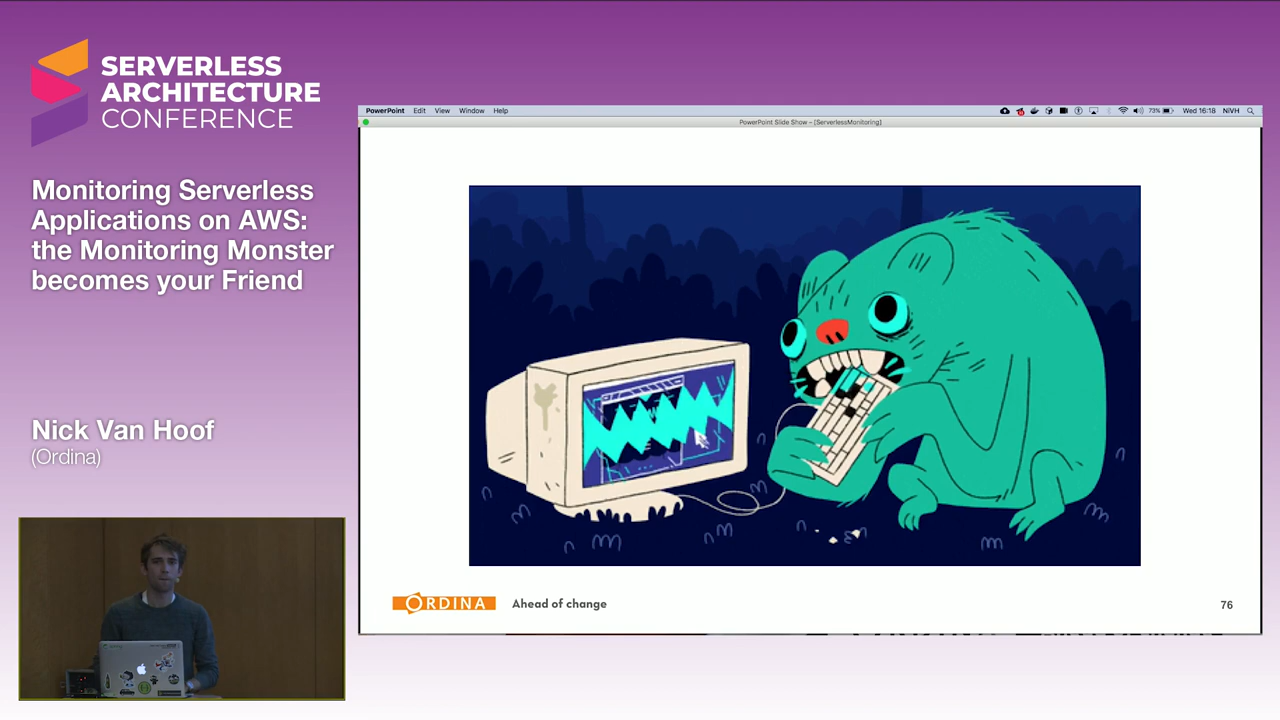 SERVERLESS
ARCHITECTURE
CONFERENCE
Monitoring Serverless
Applications on AWS:
the Monitoring Monster
becomes your Friend
Nick Van Hoof
(Ordina)
PowerPoint Edit View Window Help
73% Wed 16:18 NiVH
PowerPoint Slide Show - [ServerlessMonitoring]
ORDINA Ahead of change
76